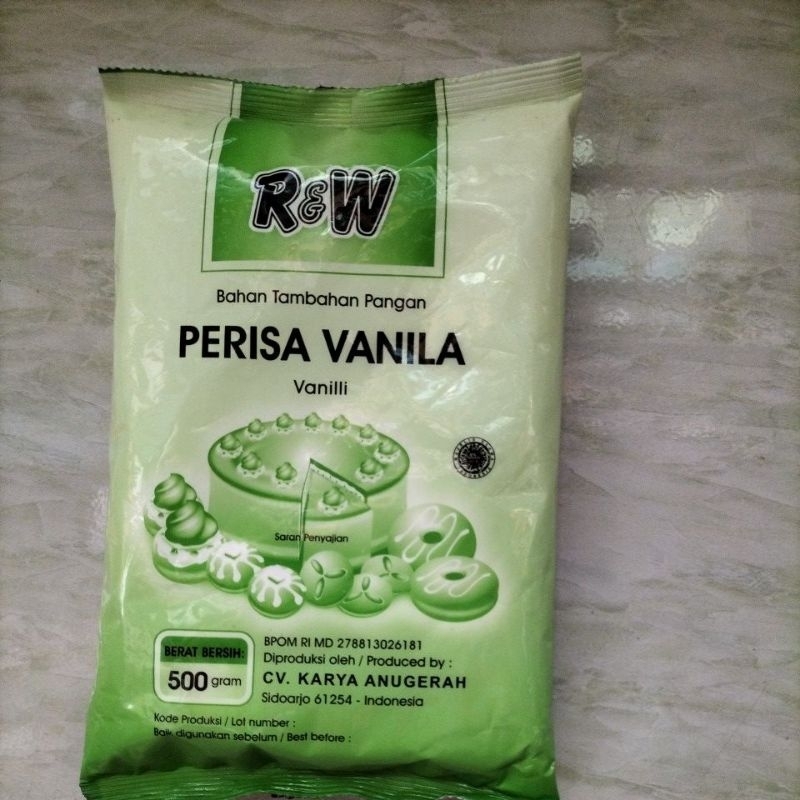 R&W
Bahan Tambahan Pangan
PERISA VANILA
Vanilli
Saran Penyajian
BERAT BERSIH:
500 gram
BPOM RI MD 278813026181
Diproduksi oleh / Produced by :
CV. KARYA ANUGERAH
Sidoarjo 61254 - Indonesia
Kode Produksi / Lot number :
Baik digunakan sebelum / Best before :